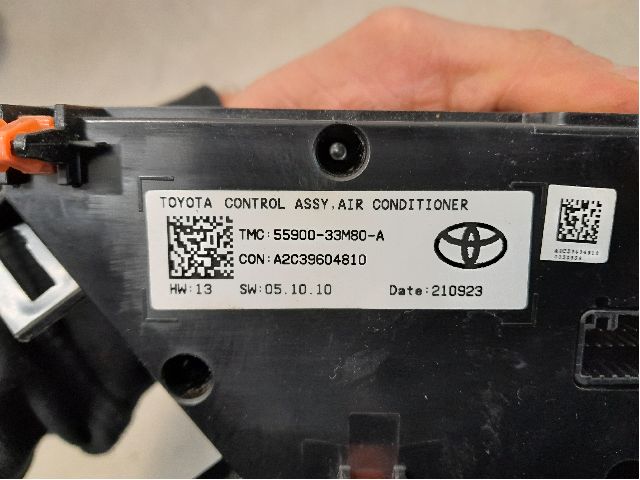 TOYOTA CONTROL ASSY,AIR CONDITIONER
TMC:55900-33M80-A
CON:A2C39604810
HW:13 SW:05.10.10 Date:210923